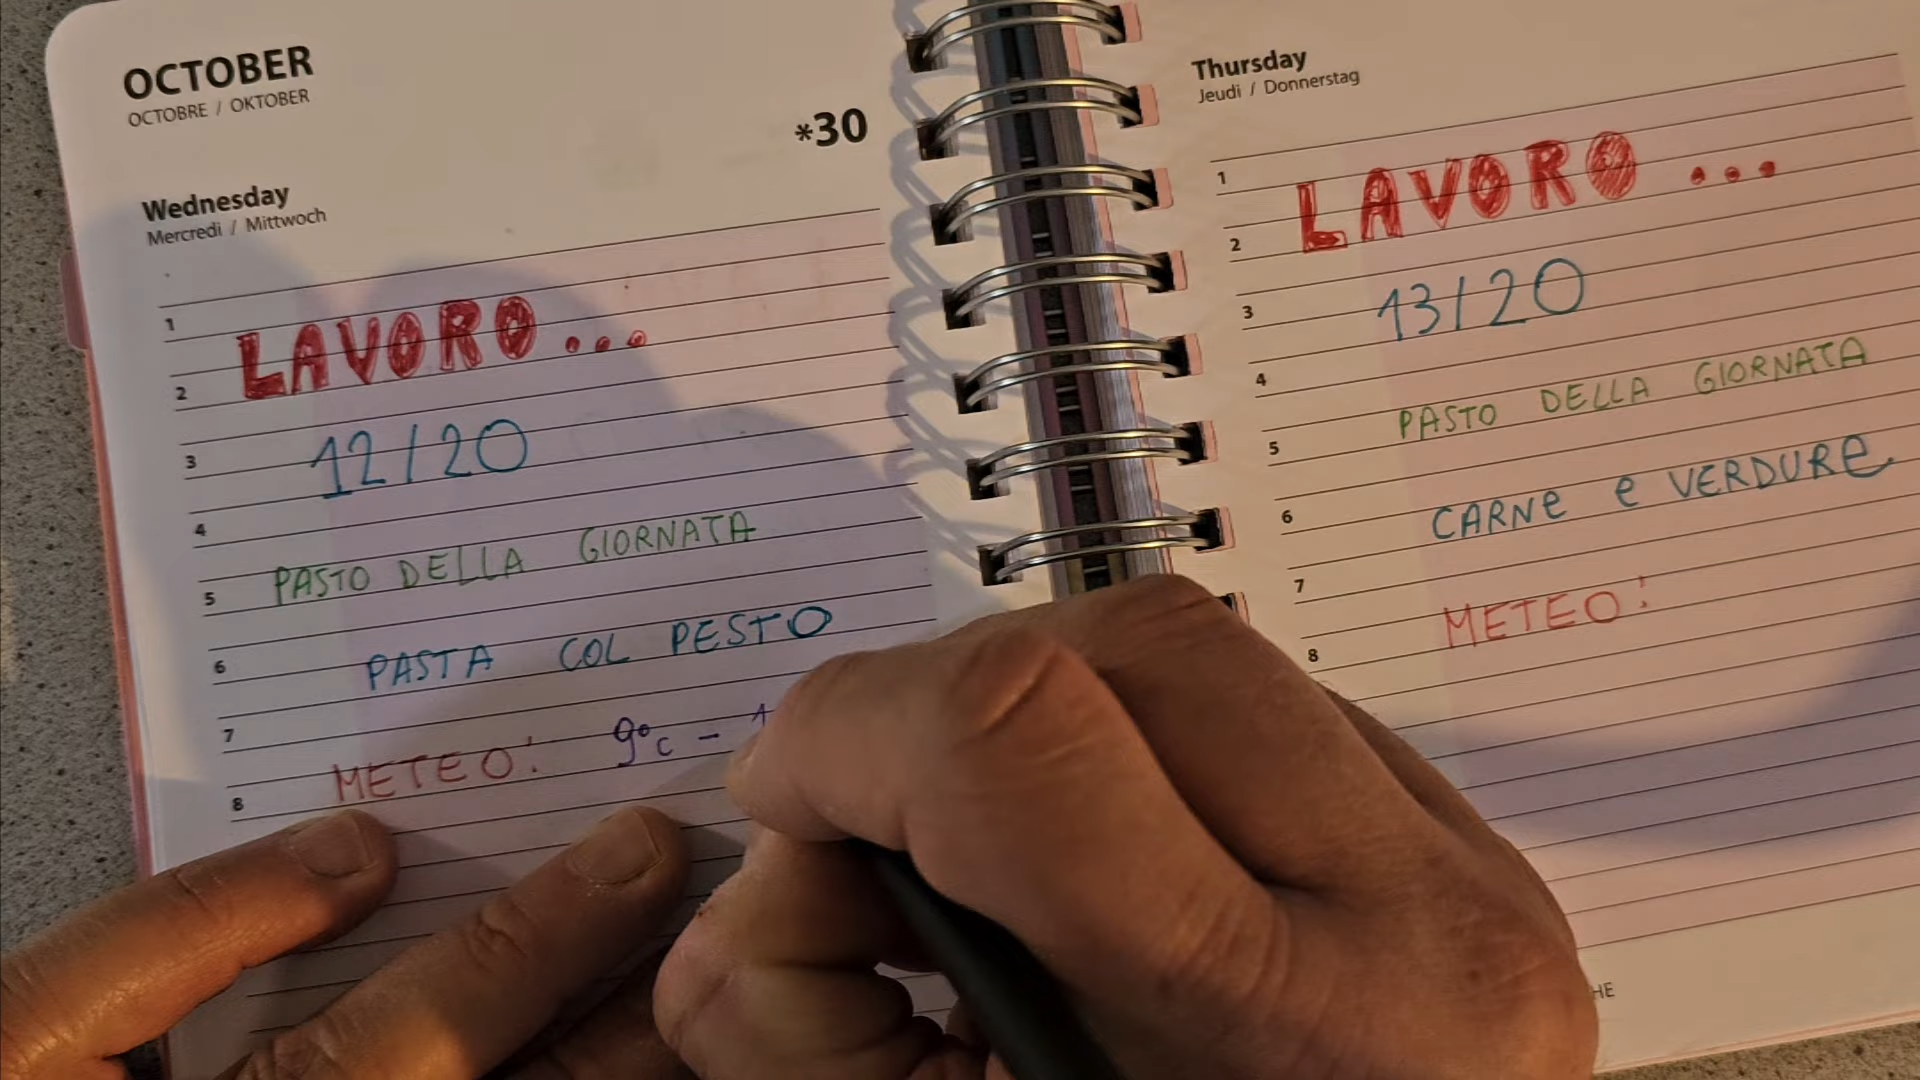 OCTOBER
OCTOBRE / OKTOBER
*30
Wednesday
Mercredi / Mittwoch
1
LAVORO...
2
12/20
3
4
PASTO DELLA GIORNATA
5
PASTA COL PESTO
6
7
METEO: 9°c - 1
8
Thursday
Jeudi / Donnerstag
1
LAVORO...
2
13/20
3
4
PASTO DELLA GIORNATA
5
CARNe e VERDURe
6
7
METEO:
8